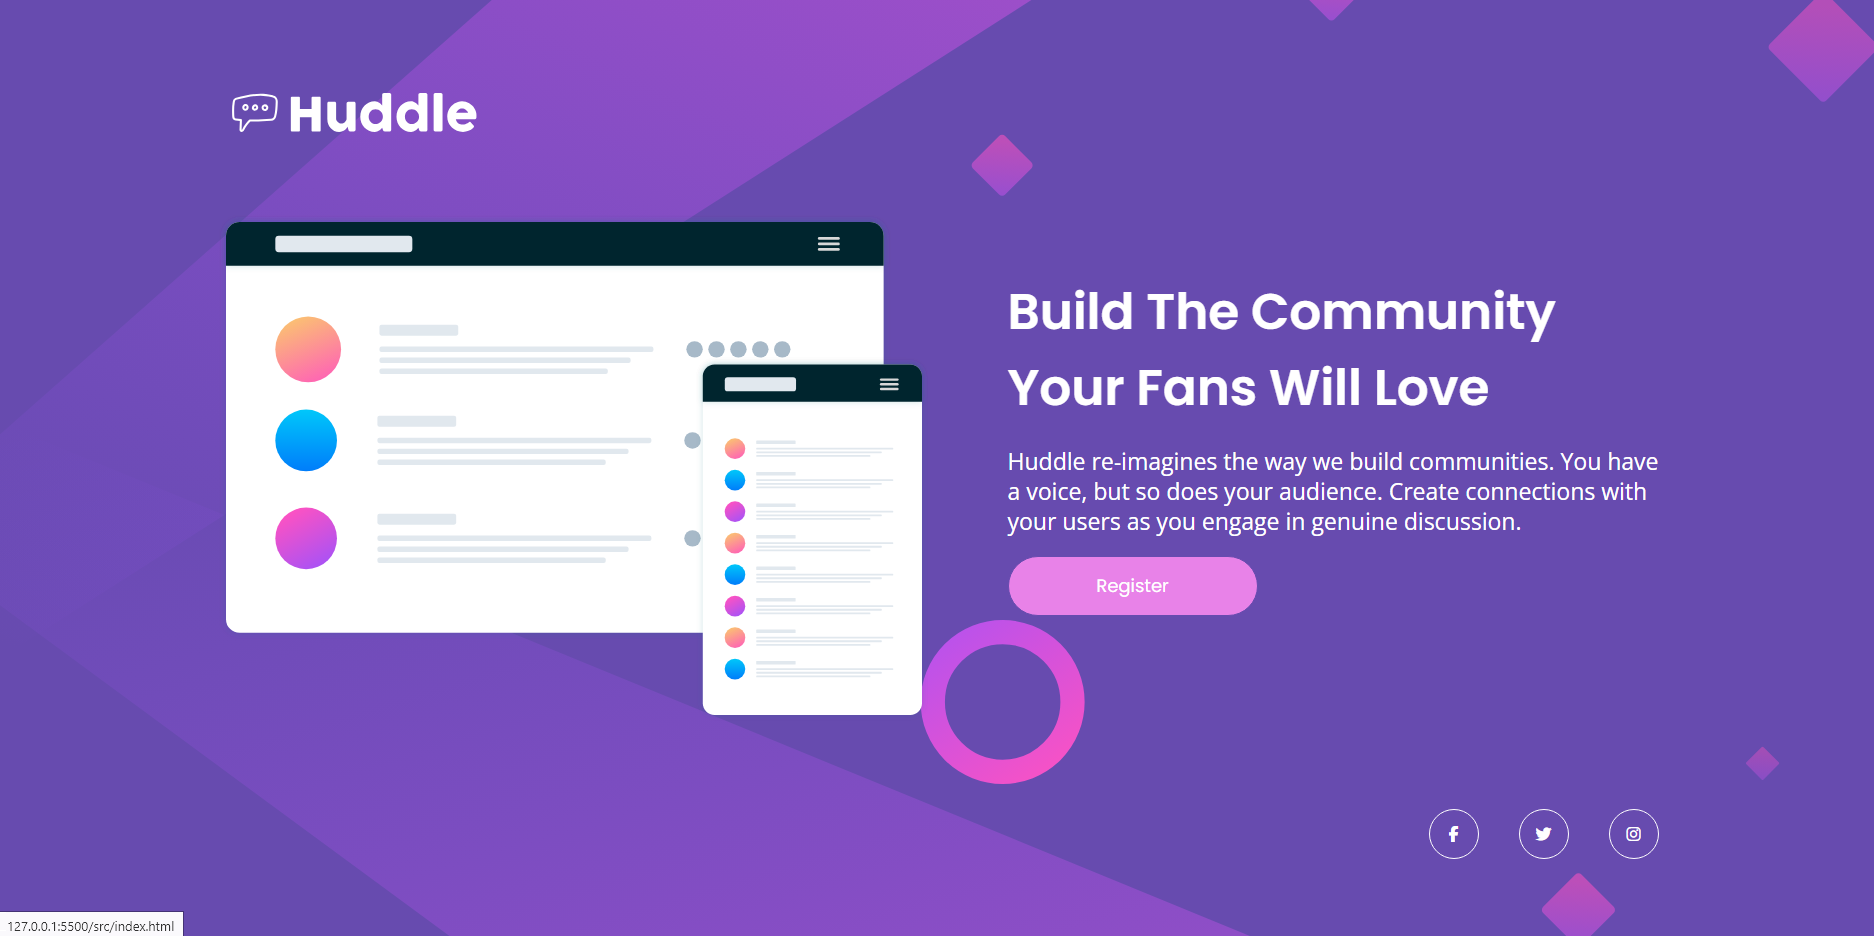 Huddle
Build The Community
Your Fans Will Love
Huddle re-imagines the way we build communities. You have
a voice, but so does your audience. Create connections with
your users as you engage in genuine discussion.
Register
127.0.0.1:5500/src/index.html